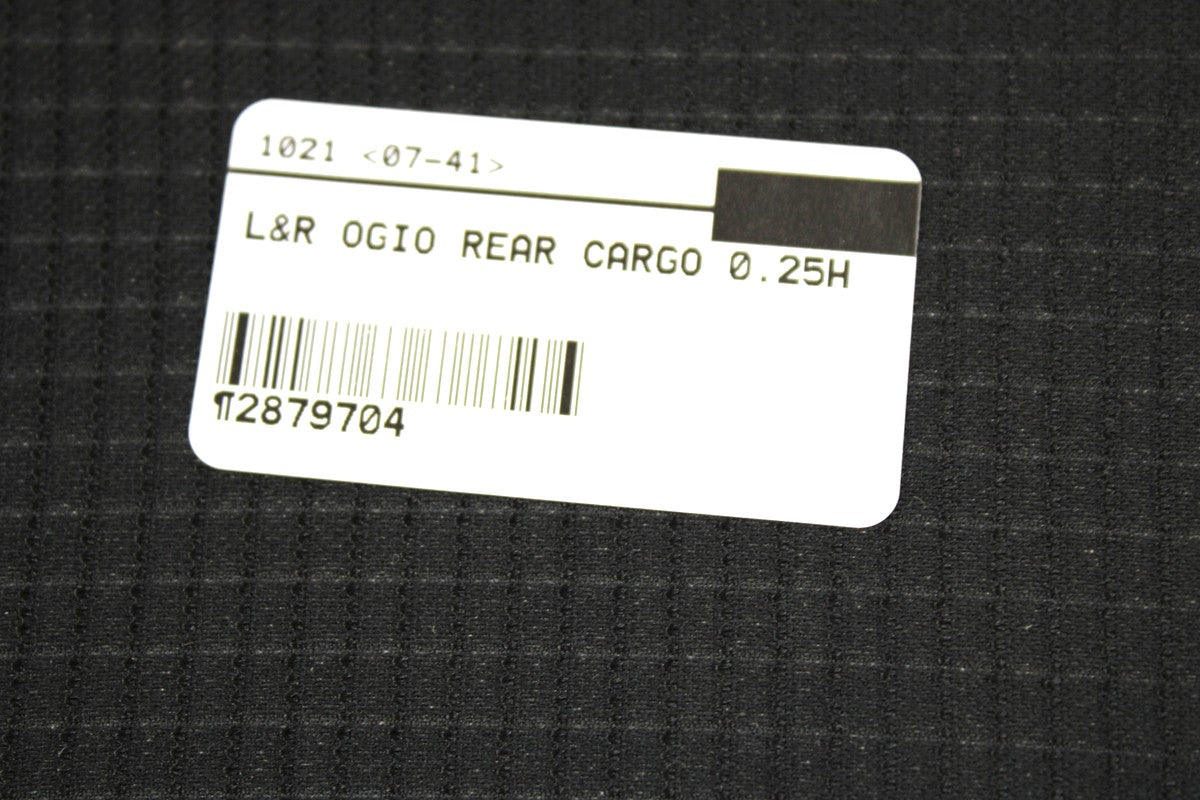 1021 <07-41>
L&R OGIO REAR CARGO 0.25H
¶2879704